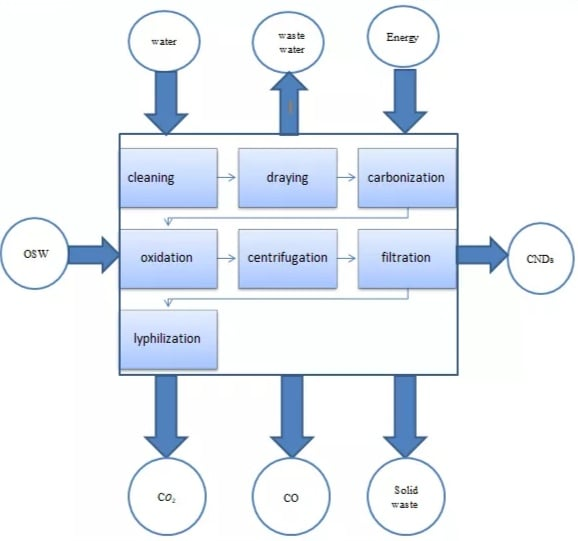 water
waste
water
Energy
cleaning
draying
carbonization
OSW
oxidation
centrifugation
filtration
CNDs
lyphilization
CO₂
CO
Solid
waste